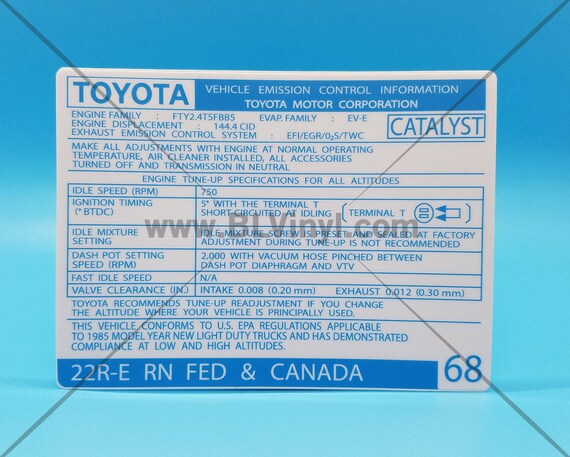 TOYOTA
VEHICLE EMISSION CONTROL INFORMATION
TOYOTA MOTOR CORPORATION
ENGINE FAMILY : FTY2.4T5FBB5 EVAP. FAMILY : EV-E
ENGINE DISPLACEMENT : 144.4 CID
EXHAUST EMISSION CONTROL SYSTEM : EFI/EGR/O₂S/TWC
CATALYST
MAKE ALL ADJUSTMENTS WITH ENGINE AT NORMAL OPERATING
TEMPERATURE, AIR CLEANER INSTALLED, ALL ACCESSORIES
TURNED OFF AND TRANSMISSION IN NEUTRAL
ENGINE TUNE-UP SPECIFICATIONS FOR ALL ALTITUDES
IDLE SPEED (RPM) 750
IGNITION TIMING 5° WITH THE TERMINAL T
(° BTDC) SHORT-CIRCUITED AT IDLING (TERMINAL T )
www.BLVinyl.com
IDLE MIXTURE IDLE MIXTURE SCREW IS PRESET AND SEALED AT FACTORY
SETTING ADJUSTMENT DURING TUNE-UP IS NOT RECOMMENDED
DASH POT SETTING 2,000 WITH VACUUM HOSE PINCHED BETWEEN
SPEED (RPM) DASH POT DIAPHRAGM AND VTV
FAST IDLE SPEED N/A
VALVE CLEARANCE (IN.) INTAKE 0.008 (0.20 mm) EXHAUST 0.012 (0.30 mm)
TOYOTA RECOMMENDS TUNE-UP READJUSTMENT IF YOU CHANGE
THE ALTITUDE WHERE YOUR VEHICLE IS PRINCIPALLY USED.
THIS VEHICLE CONFORMS TO U.S. EPA REGULATIONS APPLICABLE
TO 1985 MODEL YEAR NEW LIGHT DUTY TRUCKS AND HAS DEMONSTRATED
COMPLIANCE AT LOW AND HIGH ALTITUDES.
22R-E RN FED & CANADA 68